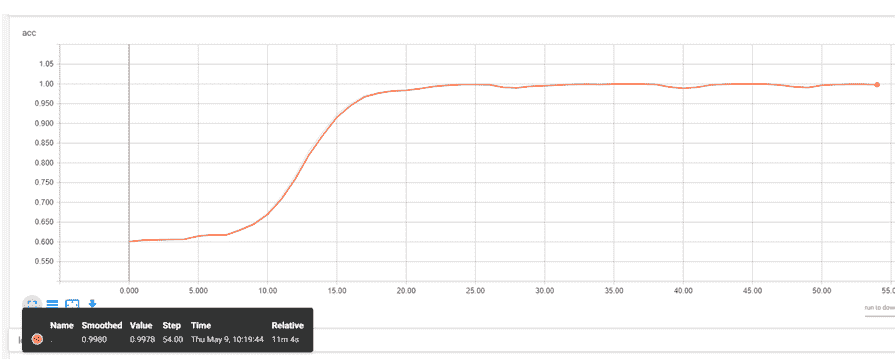 acc
1.05
1.00
0.950
0.900
0.850
0.800
0.750
0.700
0.650
0.600
0.550
0.000 5.000 10.00 15.00 20.00 25.00 30.00 35.00 40.00 45.00 50.00 55.0
run to dow
Name Smoothed Value Step Time Relative
. 0.9980 0.9978 54.00 Thu May 9, 10:19:44 11m 4s